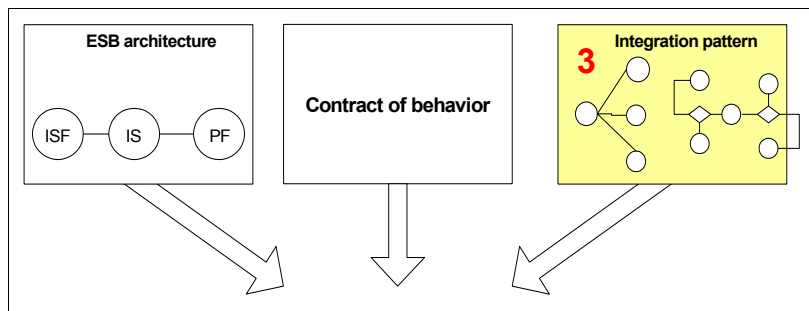 ESB architecture
ISF
IS
PF
Contract of behavior
Integration pattern
3